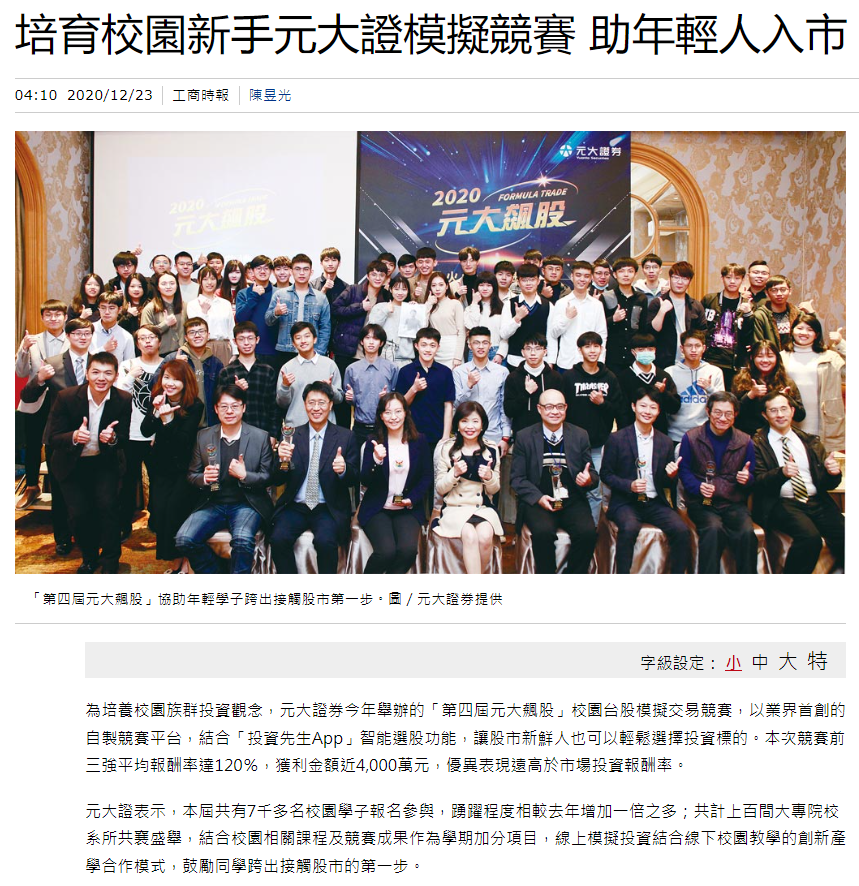 培育校園新手元大證模擬競賽 助年輕人入市
04:10 2020/12/23 工商時報 陳昱光
元大證券
Yuanta Securities
2020 FORMULA TRADE
元大飆股
2020 FORMULA TRADE
元大飆股
THRASHER
adidas
「第四屆元大飆股」協助年輕學子跨出接觸股市第一步。圖／元大證券提供
字級設定： 小 中 大 特
為培養校園族群投資觀念，元大證券今年舉辦的「第四屆元大飆股」校園台股模擬交易競賽，以業界首創的
自製競賽平台，結合「投資先生App」智能選股功能，讓股市新鮮人也可以輕鬆選擇投資標的。本次競賽前
三強平均報酬率達120%，獲利金額近4,000萬元，優異表現遠高於市場投資報酬率。
元大證表示，本屆共有7千多名校園學子報名參與，踴躍程度相較去年增加一倍之多；共計上百間大專院校
系所共襄盛舉，結合校園相關課程及競賽成果作為學期加分項目，線上模擬投資結合線下校園教學的創新產
學合作模式，鼓勵同學跨出接觸股市的第一步。